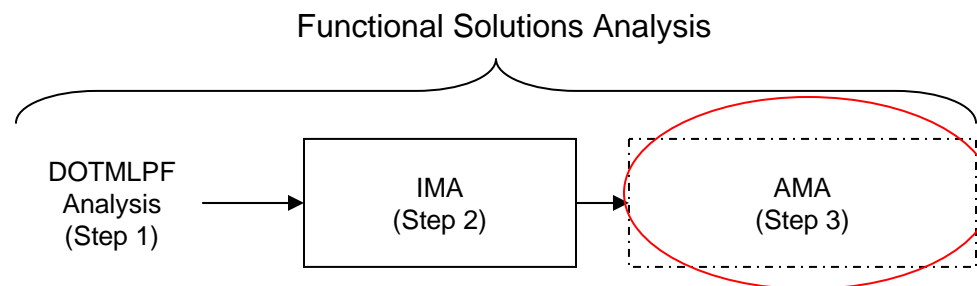 Functional Solutions Analysis
DOTMLPF
Analysis
(Step 1)
IMA
(Step 2)
AMA
(Step 3)